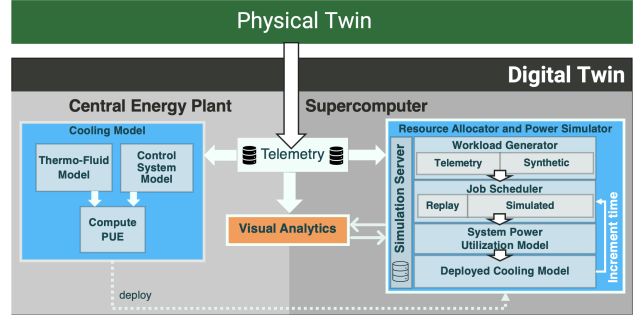 Physical Twin
Digital Twin
Central Energy Plant
Supercomputer
Cooling Model
Thermo-Fluid
Model
Control
System
Model
Compute
PUE
Telemetry
Visual Analytics
Resource Allocator and Power Simulator
Simulation Server
Workload Generator
Telemetry
Synthetic
Job Scheduler
Replay
Simulated
System Power
Utilization Model
Deployed Cooling Model
Increment time
deploy